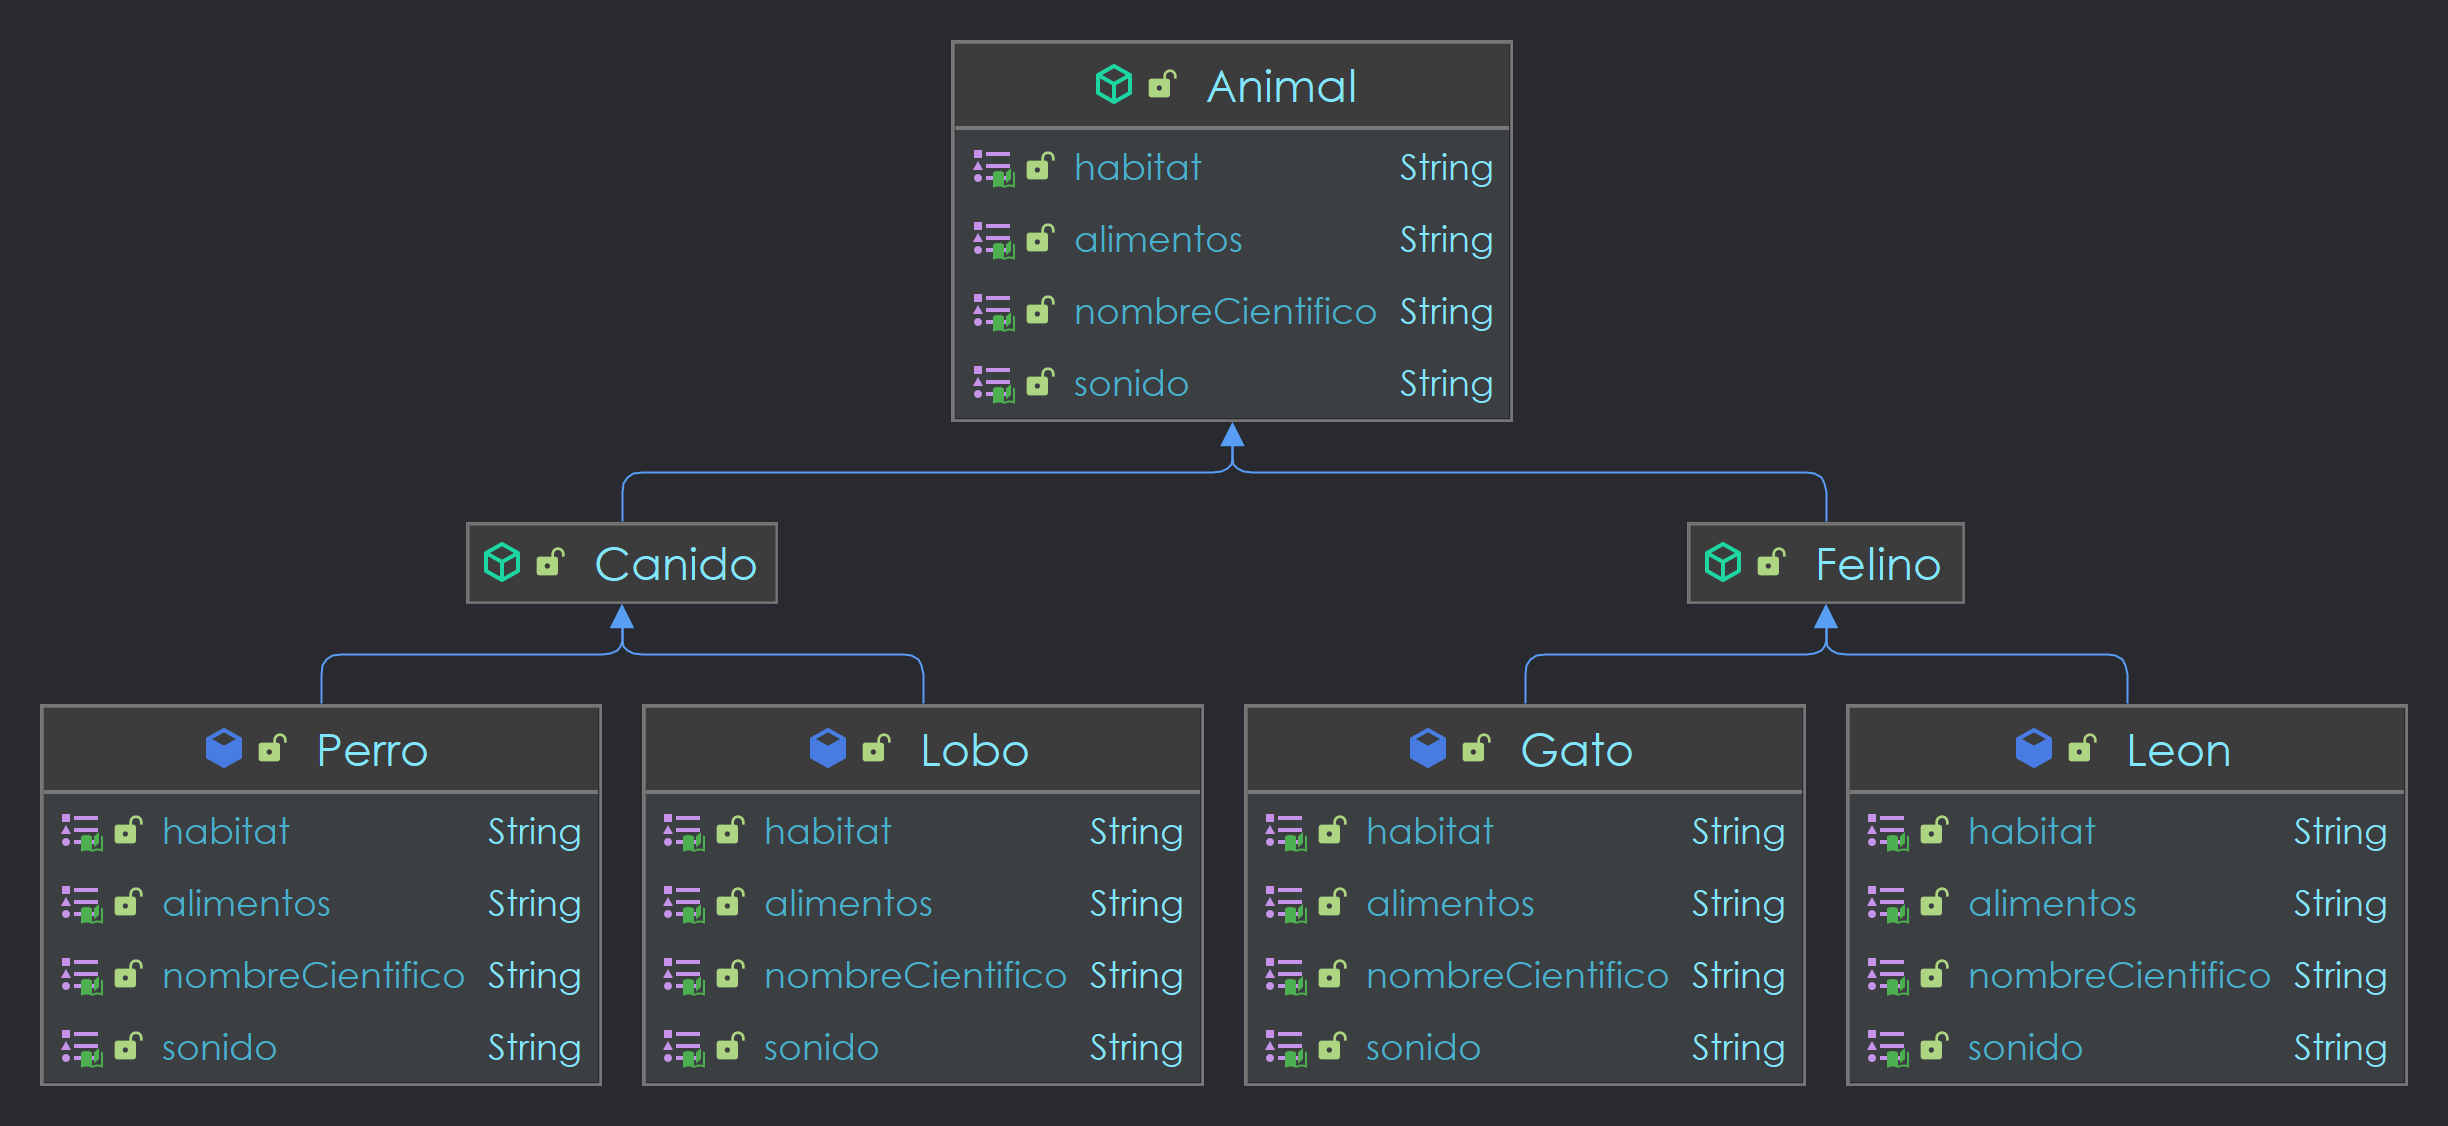 Animal
habitat String
alimentos String
nombreCientifico String
sonido String
Canido
Felino
Perro
habitat String
alimentos String
nombreCientifico String
sonido String
Lobo
habitat String
alimentos String
nombreCientifico String
sonido String
Gato
habitat String
alimentos String
nombreCientifico String
sonido String
Leon
habitat String
alimentos String
nombreCientifico String
sonido String